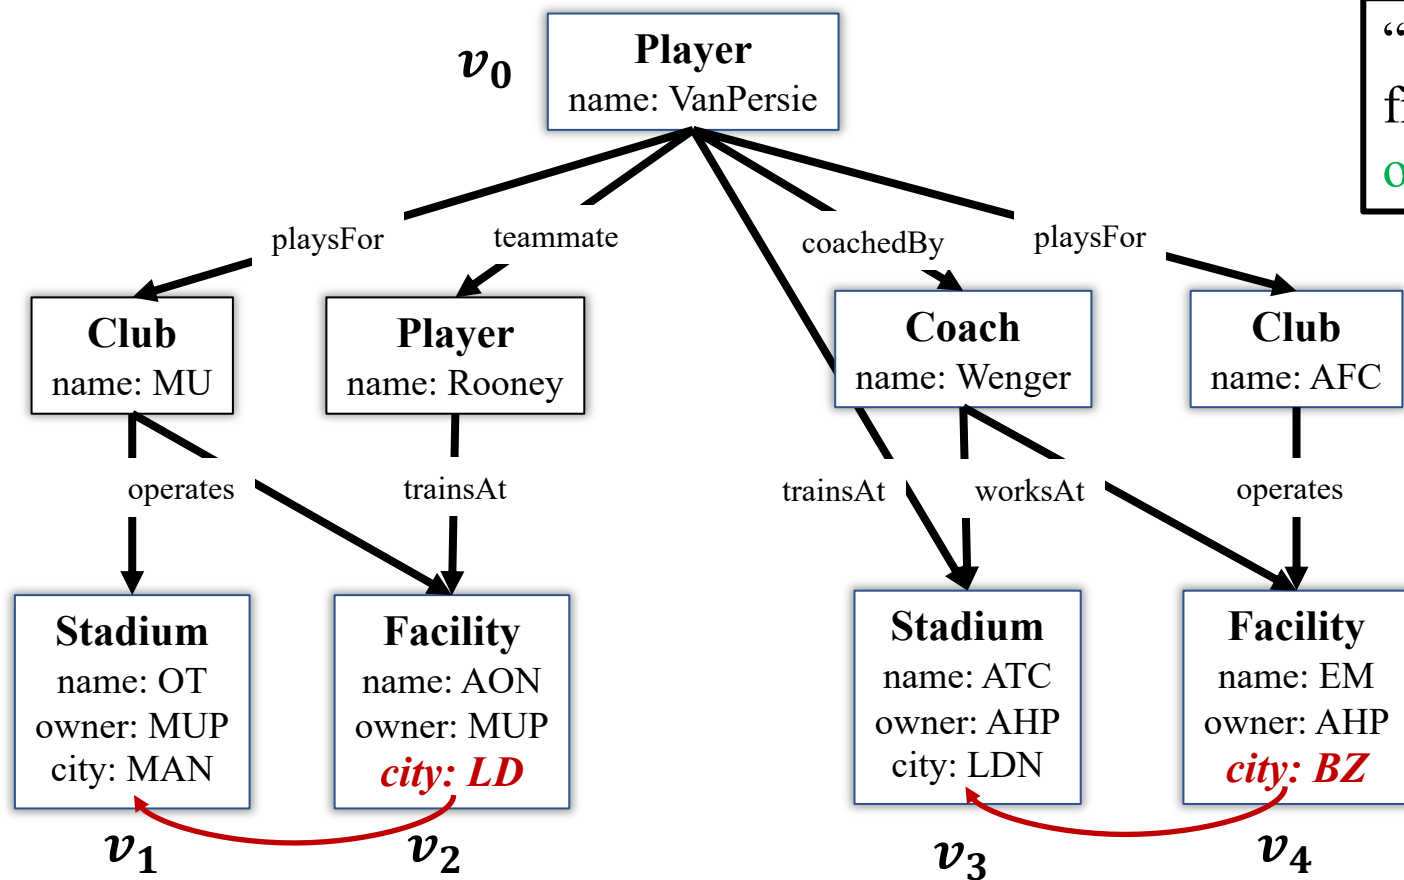 Player
name: VanPersie
v0
“
ff
o
playsFor
teammate
coachedBy
playsFor
Club
name: MU
Player
name: Rooney
Coach
name: Wenger
Club
name: AFC
operates
trainsAt
trainsAt
worksAt
operates
Stadium
name: OT
owner: MUP
city: MAN
Facility
name: AON
owner: MUP
city: LD
Stadium
name: ATC
owner: AHP
city: LDN
Facility
name: EM
owner: AHP
city: BZ
v1
v2
v3
v4